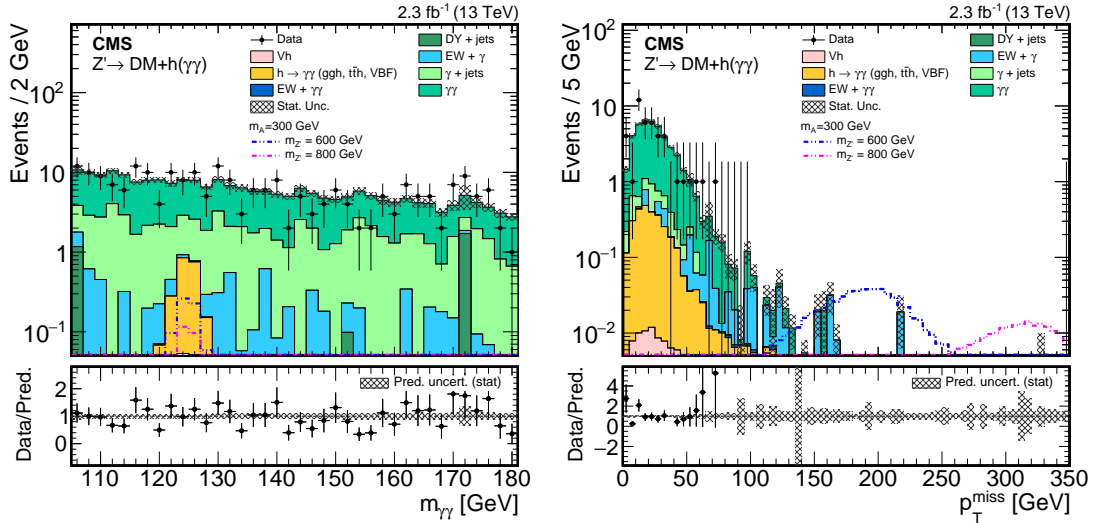 2.3 fb⁻¹ (13 TeV)
CMS
Z'→ DM+h(γγ)
Data
Vh
h → γγ (ggh, tt̄h, VBF)
EW + γγ
Stat. Unc.
DY + jets
EW + γ
γ + jets
γγ
m_A=300 GeV
m_Z' = 600 GeV
m_Z' = 800 GeV
Events / 2 GeV
10²
10
1
10⁻¹
Pred. uncert. (stat)
Data/Pred.
2
1
0
110 120 130 140 150 160 170 180
m_γγ [GeV]
2.3 fb⁻¹ (13 TeV)
CMS
Z'→ DM+h(γγ)
Data
Vh
h → γγ (ggh, tt̄h, VBF)
EW + γγ
Stat. Unc.
DY + jets
EW + γ
γ + jets
γγ
m_A=300 GeV
m_Z' = 600 GeV
m_Z' = 800 GeV
Events / 5 GeV
10²
10
1
10⁻¹
10⁻²
Pred. uncert. (stat)
Data/Pred.
4
2
0
−2
0 50 100 150 200 250 300 350
p_T^miss [GeV]